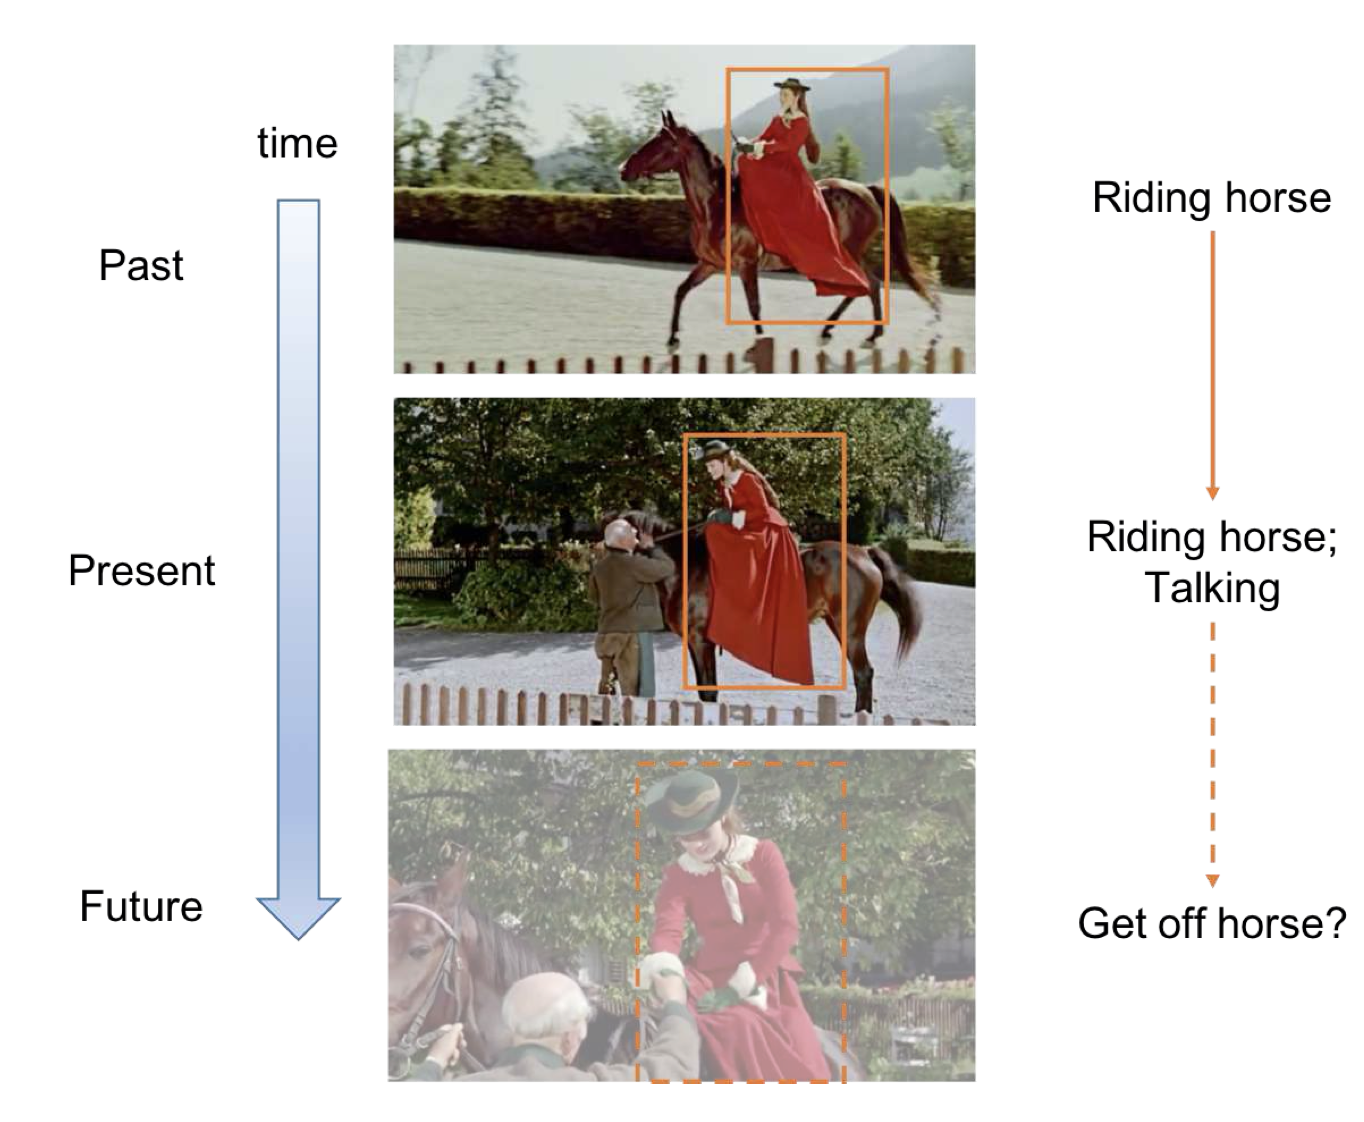 time
Past
Riding horse
Present
Riding horse;
Talking
Future
Get off horse?